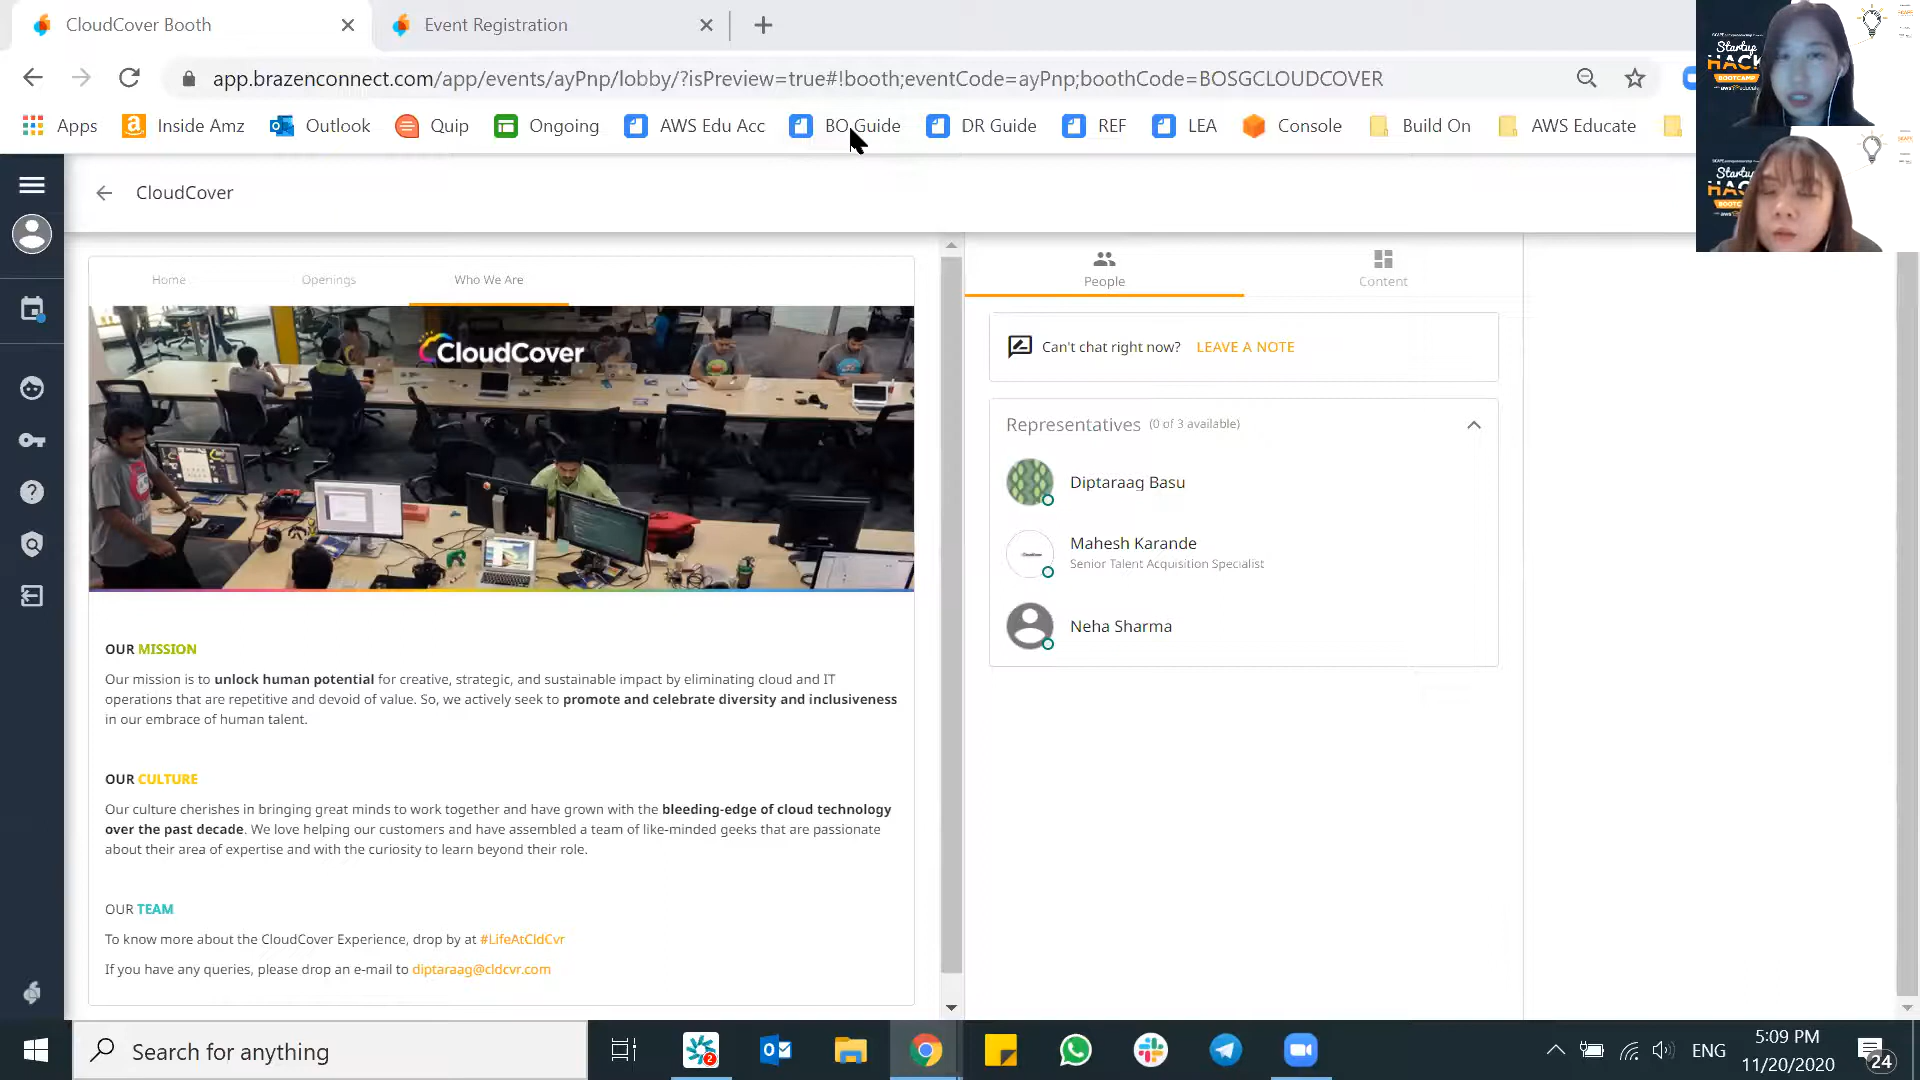 CloudCover Booth
Event Registration
app.brazenconnect.com/app/events/ayPnp/lobby/?isPreview=true#!booth;eventCode=ayPnp;boothCode=BOSGCLOUDCOVER
Apps
Inside Amz
Outlook
Quip
Ongoing
AWS Edu Acc
BO Guide
DR Guide
REF
LEA
Console
Build On
AWS Educate
Startup
HACK
BOOTCAMP
Startup
HACK
CloudCover
Home
Openings
Who We Are
CloudCover
OUR MISSION
Our mission is to unlock human potential for creative, strategic, and sustainable impact by eliminating cloud and IT
operations that are repetitive and devoid of value. So, we actively seek to promote and celebrate diversity and inclusiveness
in our embrace of human talent.
OUR CULTURE
Our culture cherishes in bringing great minds to work together and have grown with the bleeding-edge of cloud technology
over the past decade. We love helping our customers and have assembled a team of like-minded geeks that are passionate
about their area of expertise and with the curiosity to learn beyond their role.
OUR TEAM
To know more about the CloudCover Experience, drop by at #LifeAtCldCvr
If you have any queries, please drop an e-mail to diptaraag@cldcvr.com
People
Content
Can't chat right now? LEAVE A NOTE
Representatives (0 of 3 available)
Diptaraag Basu
Mahesh Karande
Senior Talent Acquisition Specialist
Neha Sharma
Search for anything
2
ENG
5:09 PM
11/20/2020
24